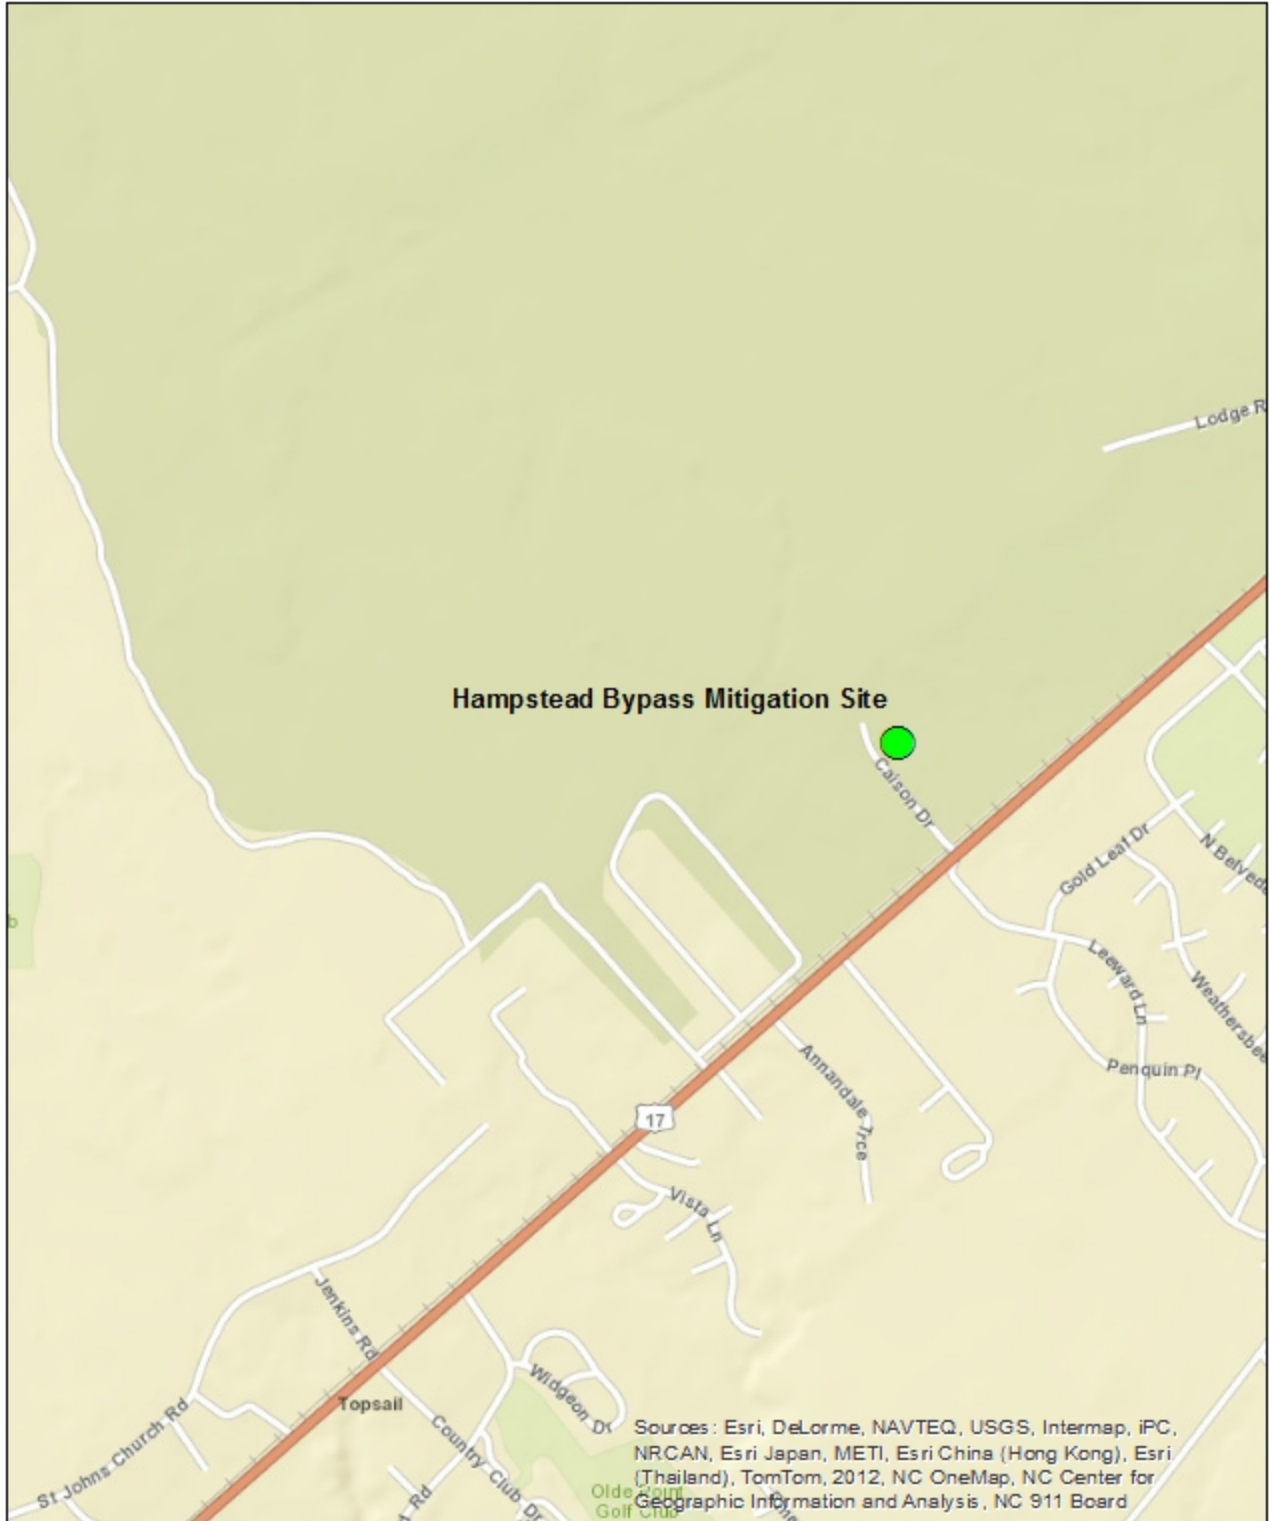 Lodge R
Hampstead Bypass Mitigation Site
Caison Dr
Gold Leaf Dr
N Belved
b
Leeward Ln
Weathersbee
Penquin Pl
Annandale Trce
17
Vista Ln
Jenkins Rd
Widgeon Dr
Topsail
St Johns Church Rd
Country Club Dr
d Rd
Olde Point
Golf Club
Sources: Esri, DeLorme, NAVTEQ, USGS, Intermap, iPC,
NRCAN, Esri Japan, METI, Esri China (Hong Kong), Esri
(Thailand), TomTom, 2012, NC OneMap, NC Center for
Geographic Information and Analysis, NC 911 Board